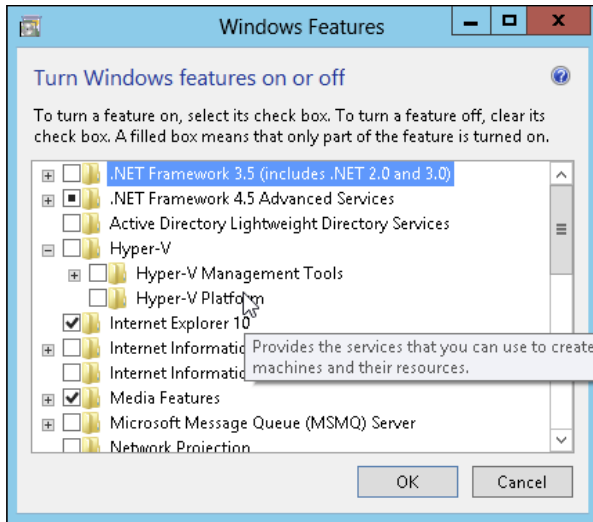 Windows Features
Turn Windows features on or off
To turn a feature on, select its check box. To turn a feature off, clear its
check box. A filled box means that only part of the feature is turned on.
.NET Framework 3.5 (includes .NET 2.0 and 3.0)
.NET Framework 4.5 Advanced Services
Active Directory Lightweight Directory Services
Hyper-V
Hyper-V Management Tools
Hyper-V Platform
Internet Explorer 10
Internet
Provides the services that you can use to create
Internet
machines and their resources.
Media Features
Microsoft Message Queue (MSMQ) Server
Network Projection
OK
Cancel